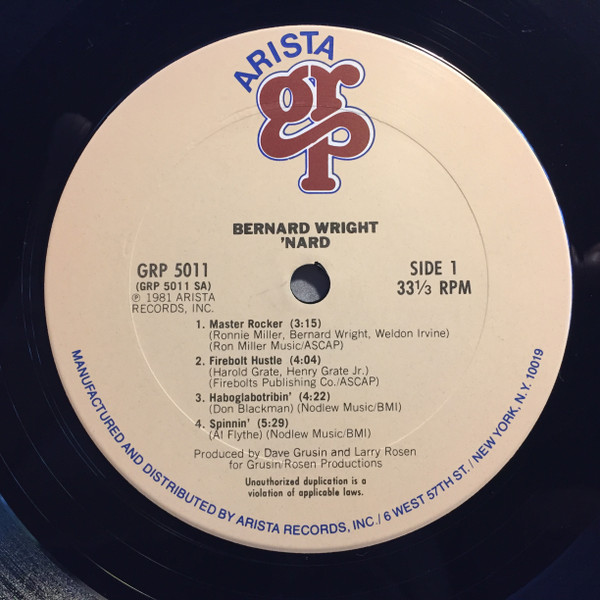 ARISTA
grp
BERNARD WRIGHT
'NARD
GRP 5011
(GRP 5011 SA)
℗ 1981 ARISTA
RECORDS, INC.
SIDE 1
33⅓ RPM
1. Master Rocker (3:15)
(Ronnie Miller, Bernard Wright, Weldon Irvine)
(Ron Miller Music/ASCAP)
2. Firebolt Hustle (4:04)
(Harold Grate, Henry Grate Jr.)
(Firebolts Publishing Co./ASCAP)
3. Haboglabotribin' (4:22)
(Don Blackman) (Nodlew Music/BMI)
4. Spinnin' (5:29)
(Al Flythe) (Nodlew Music/BMI)
Produced by Dave Grusin and Larry Rosen
for Grusin/Rosen Productions
Unauthorized duplication is a
violation of applicable laws.
MANUFACTURED AND DISTRIBUTED BY ARISTA RECORDS, INC./6 WEST 57TH ST./NEW YORK, N.Y. 10019